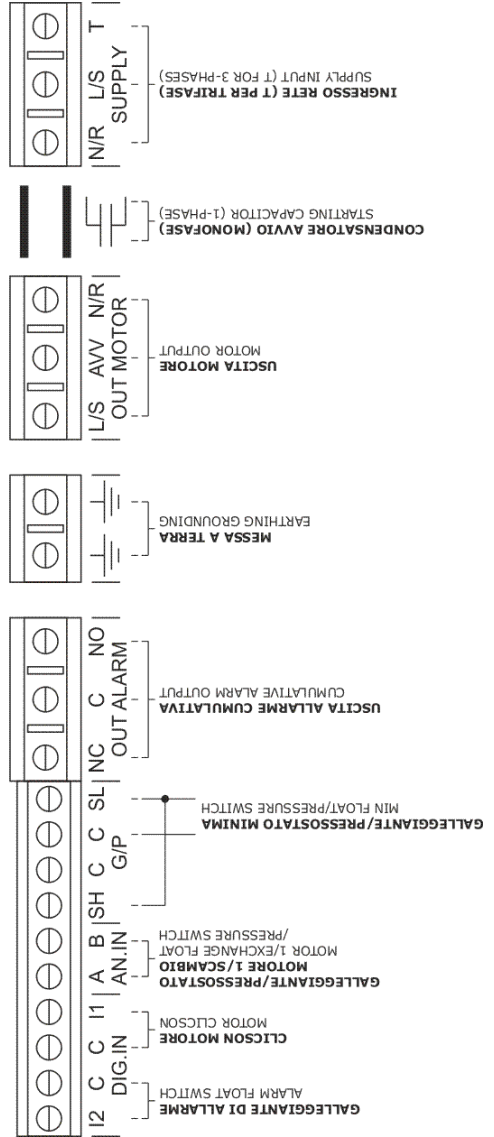 N/R L/S T
SUPPLY
INGRESSO RETE (T PER TRIFASE)
SUPPLY INPUT (T FOR 3-PHASES)
CONDENSATORE AVVIO (MONOFASE)
STARTING CAPACITOR (1-PHASE)
L/S AVV N/R
OUT MOTOR
USCITA MOTORE
MOTOR OUTPUT
MESSA A TERRA
EARTHING GROUNDING
NC C NO
OUT ALARM
USCITA ALLARME CUMULATIVA
CUMULATIVE ALARM OUTPUT
SH C C SL
G/P
GALLEGGIANTE/PRESSOSTATO MINIMA
MIN FLOAT/PRESSURE SWITCH
A B
AN.IN
GALLEGGIANTE/PRESSOSTATO
MOTORE 1/SCAMBIO
MOTOR 1/EXCHANGE FLOAT
/PRESSURE SWITCH
I2 C C I1
DIG.IN
CLICSON MOTORE
MOTOR CLICSON
GALLEGGIANTE DI ALLARME
ALARM FLOAT SWITCH